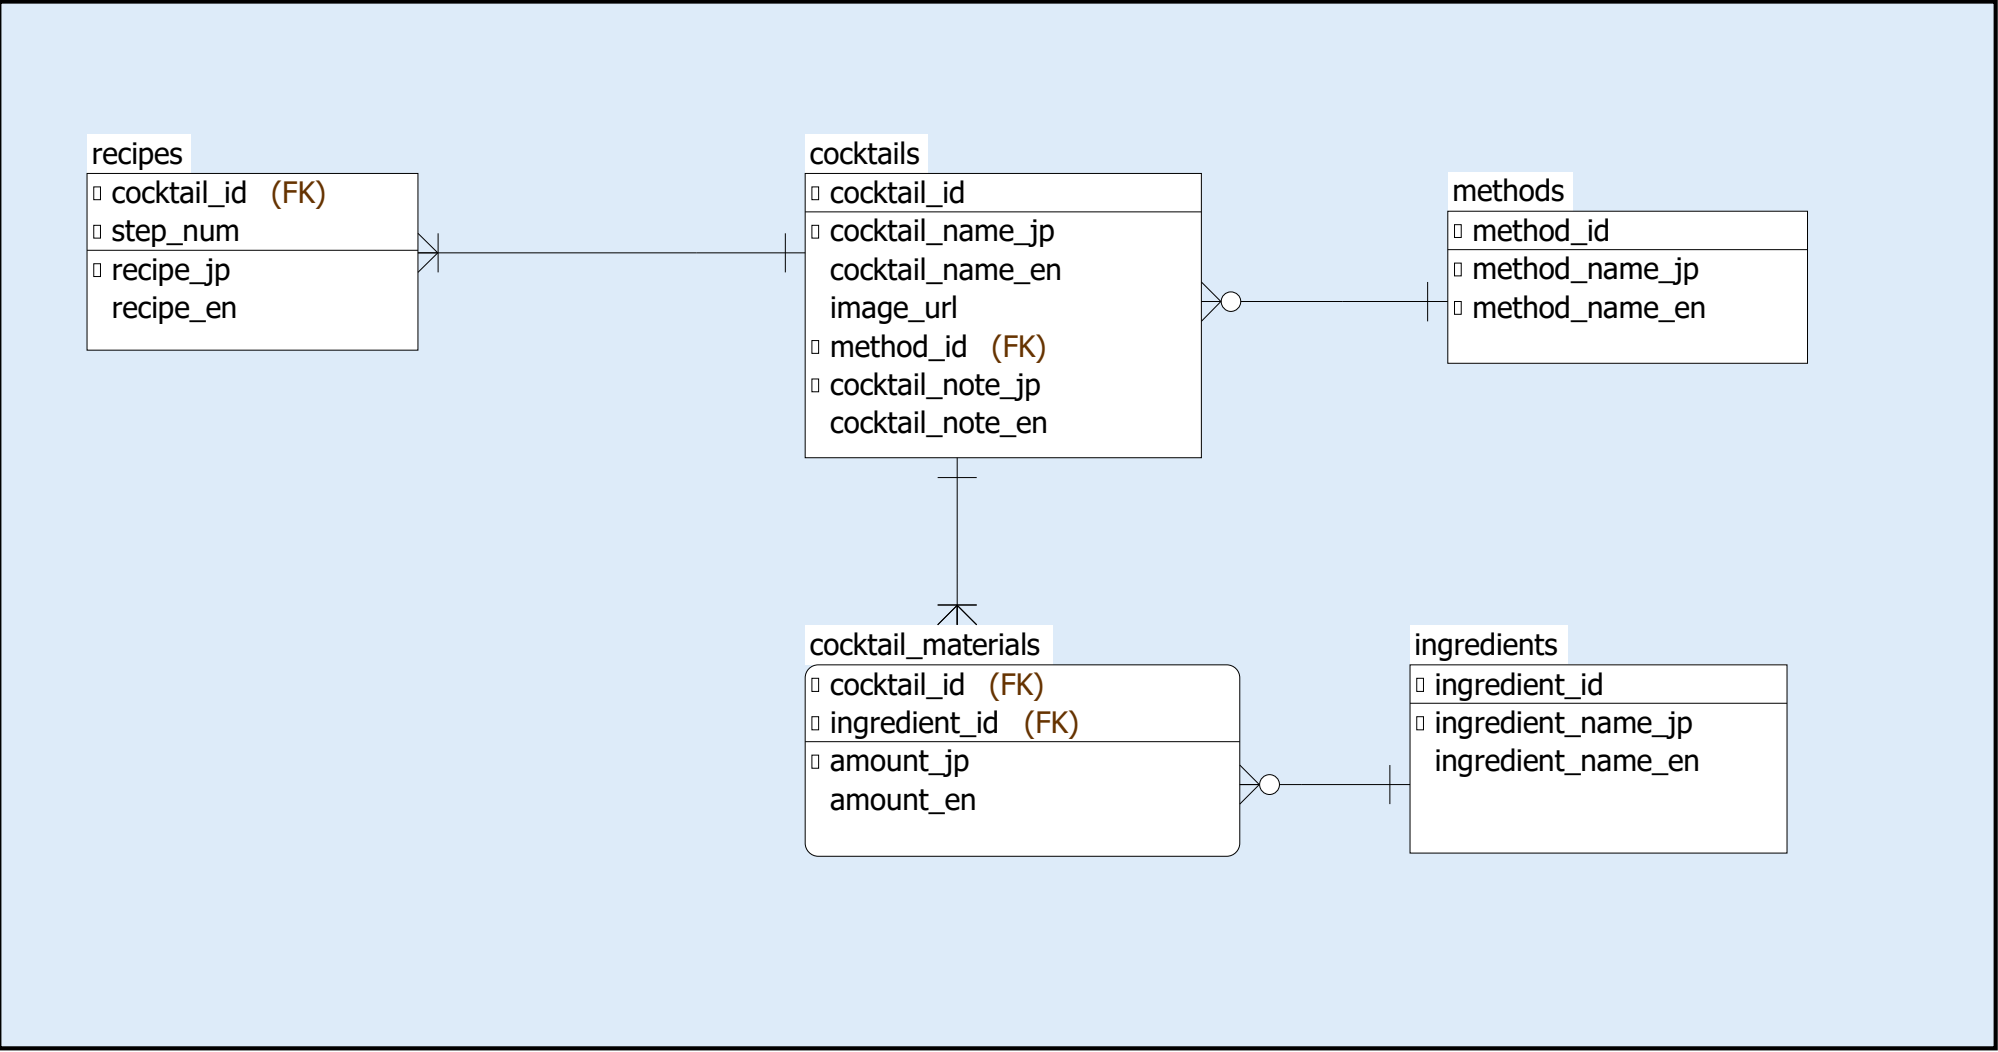 recipes
cocktail_id (FK)
step_num
recipe_jp
recipe_en
cocktails
cocktail_id
cocktail_name_jp
cocktail_name_en
image_url
method_id (FK)
cocktail_note_jp
cocktail_note_en
methods
method_id
method_name_jp
method_name_en
cocktail_materials
cocktail_id (FK)
ingredient_id (FK)
amount_jp
amount_en
ingredients
ingredient_id
ingredient_name_jp
ingredient_name_en